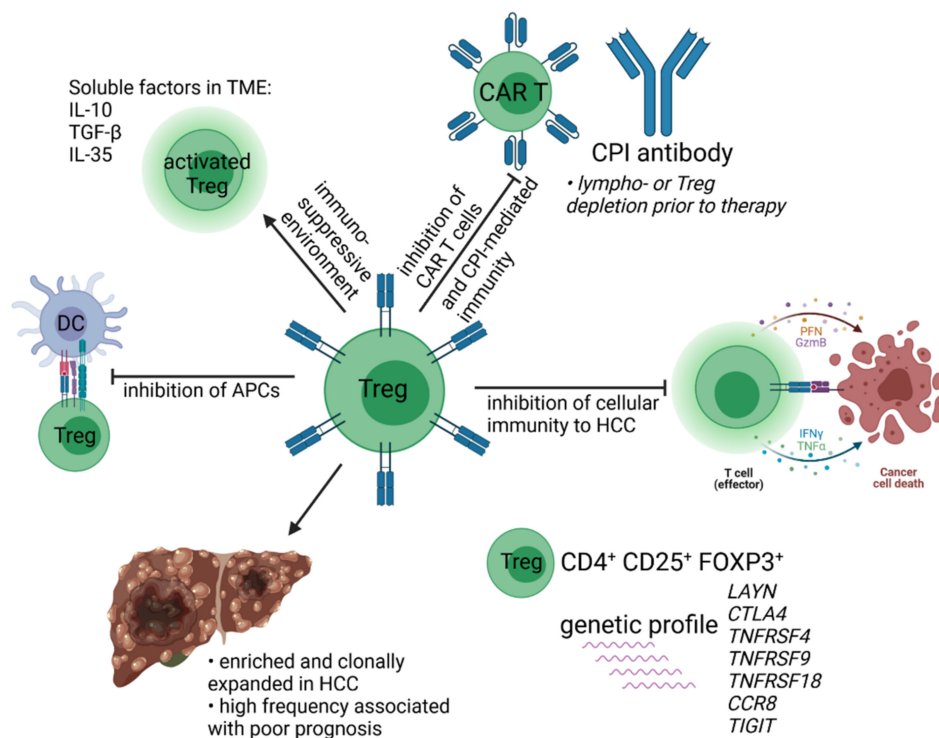 Soluble factors in TME:
IL-10
TGF-β
IL-35
activated
Treg
immuno-
suppressive
environment
CAR T
CPI antibody
• lympho- or Treg
depletion prior to therapy
inhibition of
CAR T cells
and CPI-mediated
immunity
DC
Treg
inhibition of APCs
Treg
inhibition of cellular
immunity to HCC
PFN
GzmB
IFNγ
TNFα
T cell
(effector)
Cancer
cell death
• enriched and clonally
expanded in HCC
• high frequency associated
with poor prognosis
Treg
CD4⁺ CD25⁺ FOXP3⁺
genetic profile
LAYN
CTLA4
TNFRSF4
TNFRSF9
TNFRSF18
CCR8
TIGIT